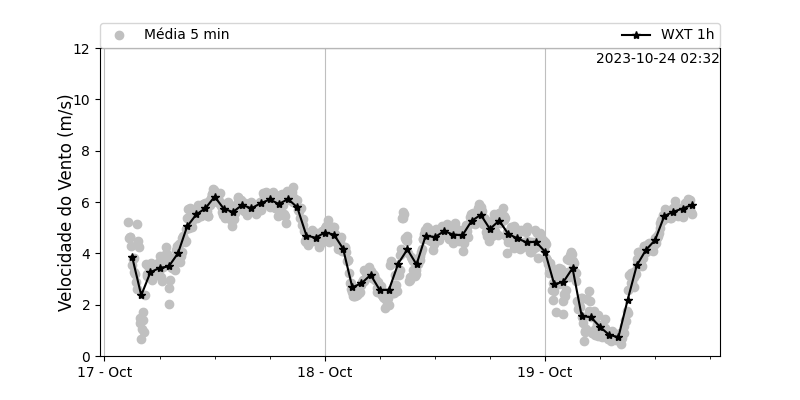 Média 5 min WXT 1h
2023-10-24 02:32
Velocidade do Vento (m/s)
12
10
8
6
4
2
0
17 - Oct 18 - Oct 19 - Oct